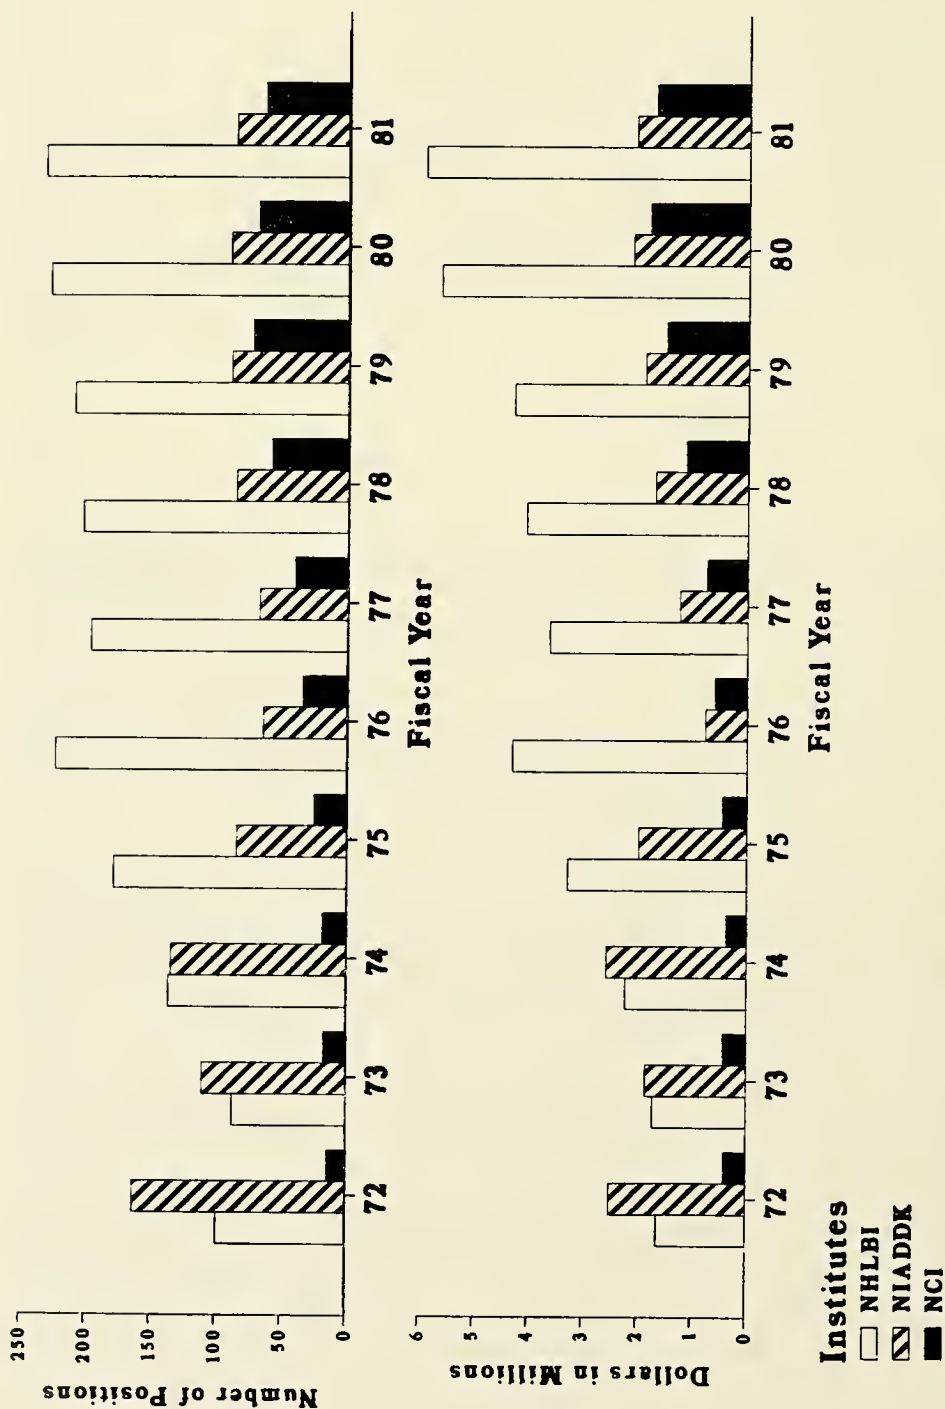 Number of Positions
250
200
150
100
50
0
72 73 74 75 76 77 78 79 80 81
Fiscal Year
Dollars in Millions
6
5
4
3
2
1
0
72 73 74 75 76 77 78 79 80 81
Fiscal Year
Institutes
NHLBI
NIADDK
NCI